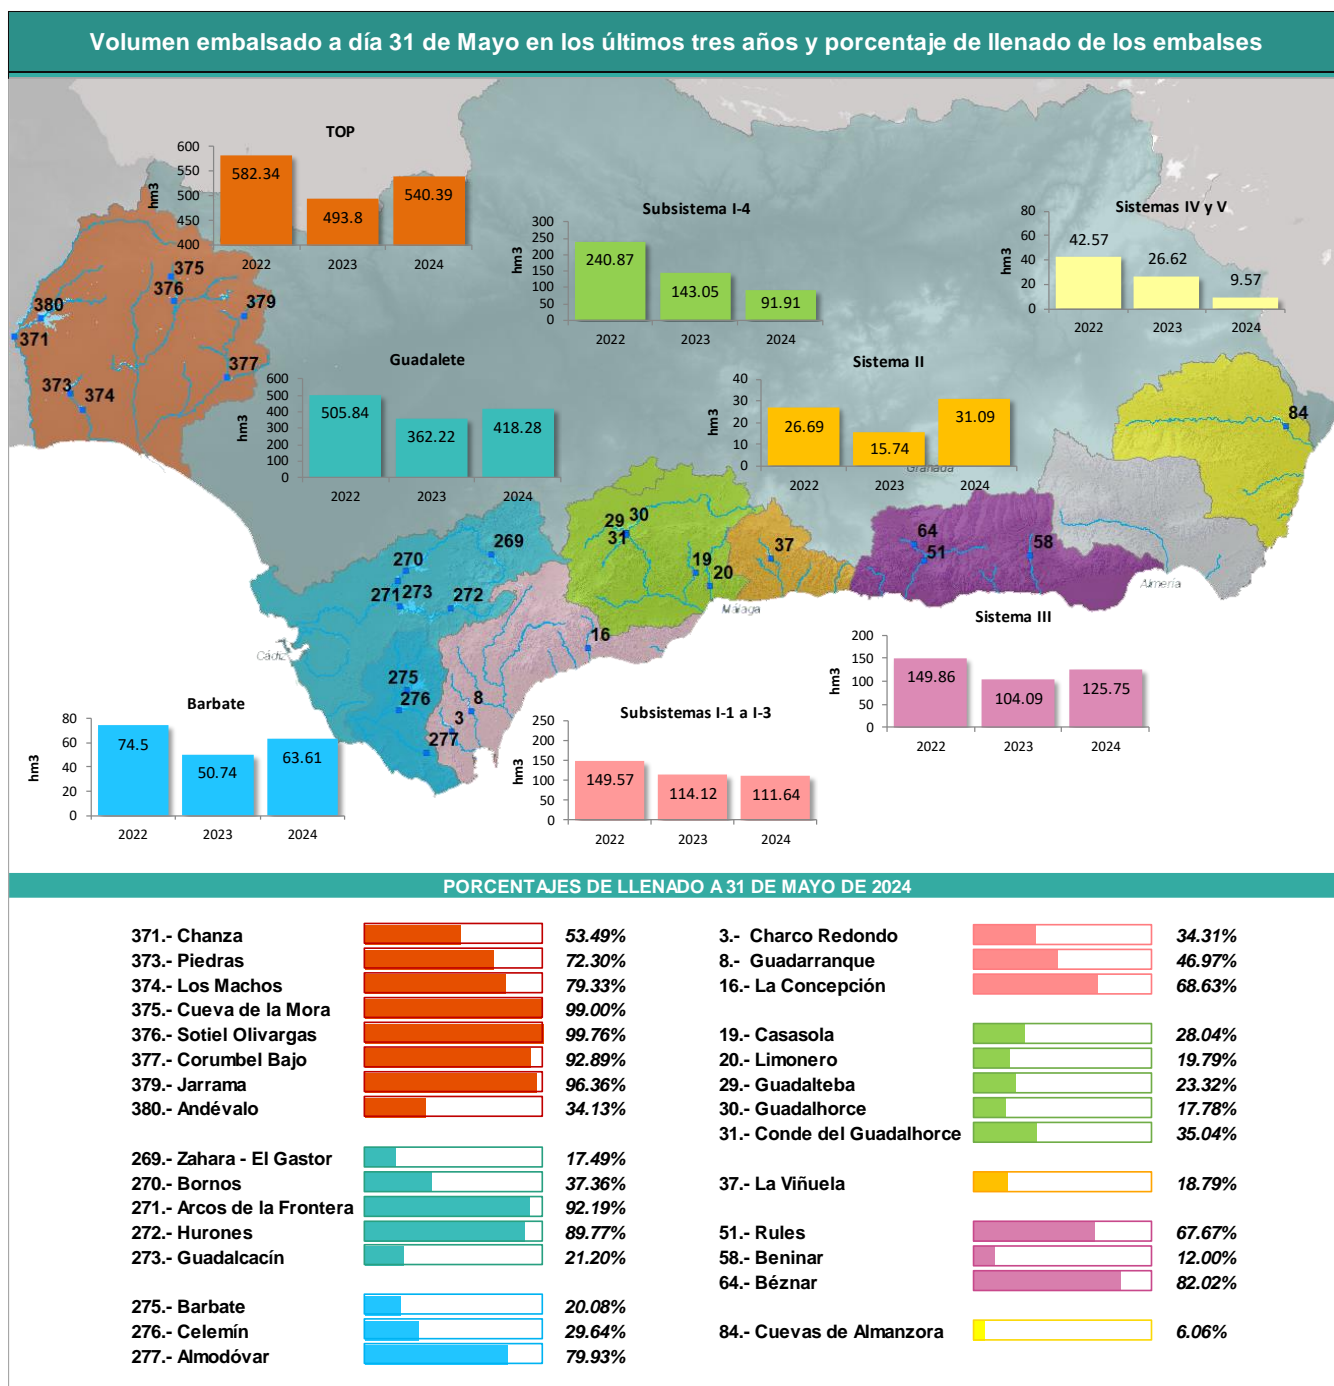 Volumen embalsado a día 31 de Mayo en los últimos tres años y porcentaje de llenado de los embalses
TOP
hm3
600
550
500
450
400
582.34
493.8
540.39
2022
2023
2024
Subsistema I-4
hm3
300
250
200
150
100
50
0
240.87
143.05
91.91
2022
2023
2024
Sistemas IV y V
hm3
80
60
40
20
0
42.57
26.62
9.57
2022
2023
2024
Guadalete
hm3
600
500
400
300
200
100
0
505.84
362.22
418.28
2022
2023
2024
Sistema II
hm3
40
30
20
10
0
26.69
15.74
31.09
2022
2023
2024
Granada
375
376
380
379
371
377
373
374
84
29
30
31
269
270
271
273
272
19
20
37
64
51
58
Málaga
Almería
Cádiz
16
275
276
8
3
277
Sistema III
hm3
200
150
100
50
0
149.86
104.09
125.75
2022
2023
2024
Barbate
hm3
80
60
40
20
0
74.5
50.74
63.61
2022
2023
2024
Subsistemas I-1 a I-3
hm3
250
200
150
100
50
0
149.57
114.12
111.64
2022
2023
2024
PORCENTAJES DE LLENADO A 31 DE MAYO DE 2024
371.- Chanza 53.49%
373.- Piedras 72.30%
374.- Los Machos 79.33%
375.- Cueva de la Mora 99.00%
376.- Sotiel Olivargas 99.76%
377.- Corumbel Bajo 92.89%
379.- Jarrama 96.36%
380.- Andévalo 34.13%
269.- Zahara - El Gastor 17.49%
270.- Bornos 37.36%
271.- Arcos de la Frontera 92.19%
272.- Hurones 89.77%
273.- Guadalcacín 21.20%
275.- Barbate 20.08%
276.- Celemín 29.64%
277.- Almodóvar 79.93%
3.- Charco Redondo 34.31%
8.- Guadarranque 46.97%
16.- La Concepción 68.63%
19.- Casasola 28.04%
20.- Limonero 19.79%
29.- Guadalteba 23.32%
30.- Guadalhorce 17.78%
31.- Conde del Guadalhorce 35.04%
37.- La Viñuela 18.79%
51.- Rules 67.67%
58.- Beninar 12.00%
64.- Béznar 82.02%
84.- Cuevas de Almanzora 6.06%